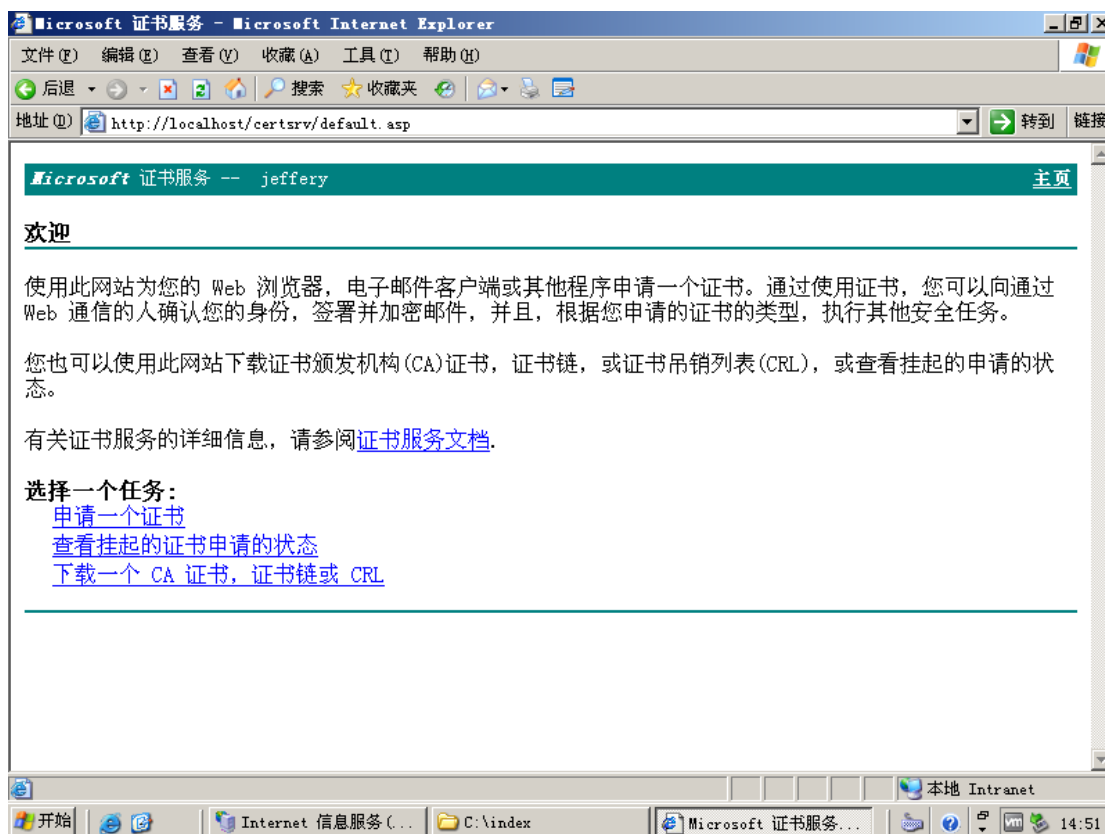 Microsoft 证书服务 - Microsoft Internet Explorer
文件(F) 编辑(E) 查看(V) 收藏(A) 工具(T) 帮助(H)
后退 搜索 收藏夹
地址(D) http://localhost/certsrv/default.asp 转到 链接
Microsoft 证书服务 -- jeffery 主页
欢迎
使用此网站为您的 Web 浏览器，电子邮件客户端或其他程序申请一个证书。通过使用证书，您可以向通过
Web 通信的人确认您的身份，签署并加密邮件，并且，根据您申请的证书的类型，执行其他安全任务。
您也可以使用此网站下载证书颁发机构(CA)证书，证书链，或证书吊销列表(CRL)，或查看挂起的申请的状
态。
有关证书服务的详细信息，请参阅证书服务文档.
选择一个任务:
申请一个证书
查看挂起的证书申请的状态
下载一个 CA 证书，证书链或 CRL
本地 Intranet
开始 Internet 信息服务(... C:\index Microsoft 证书服务... 14:51